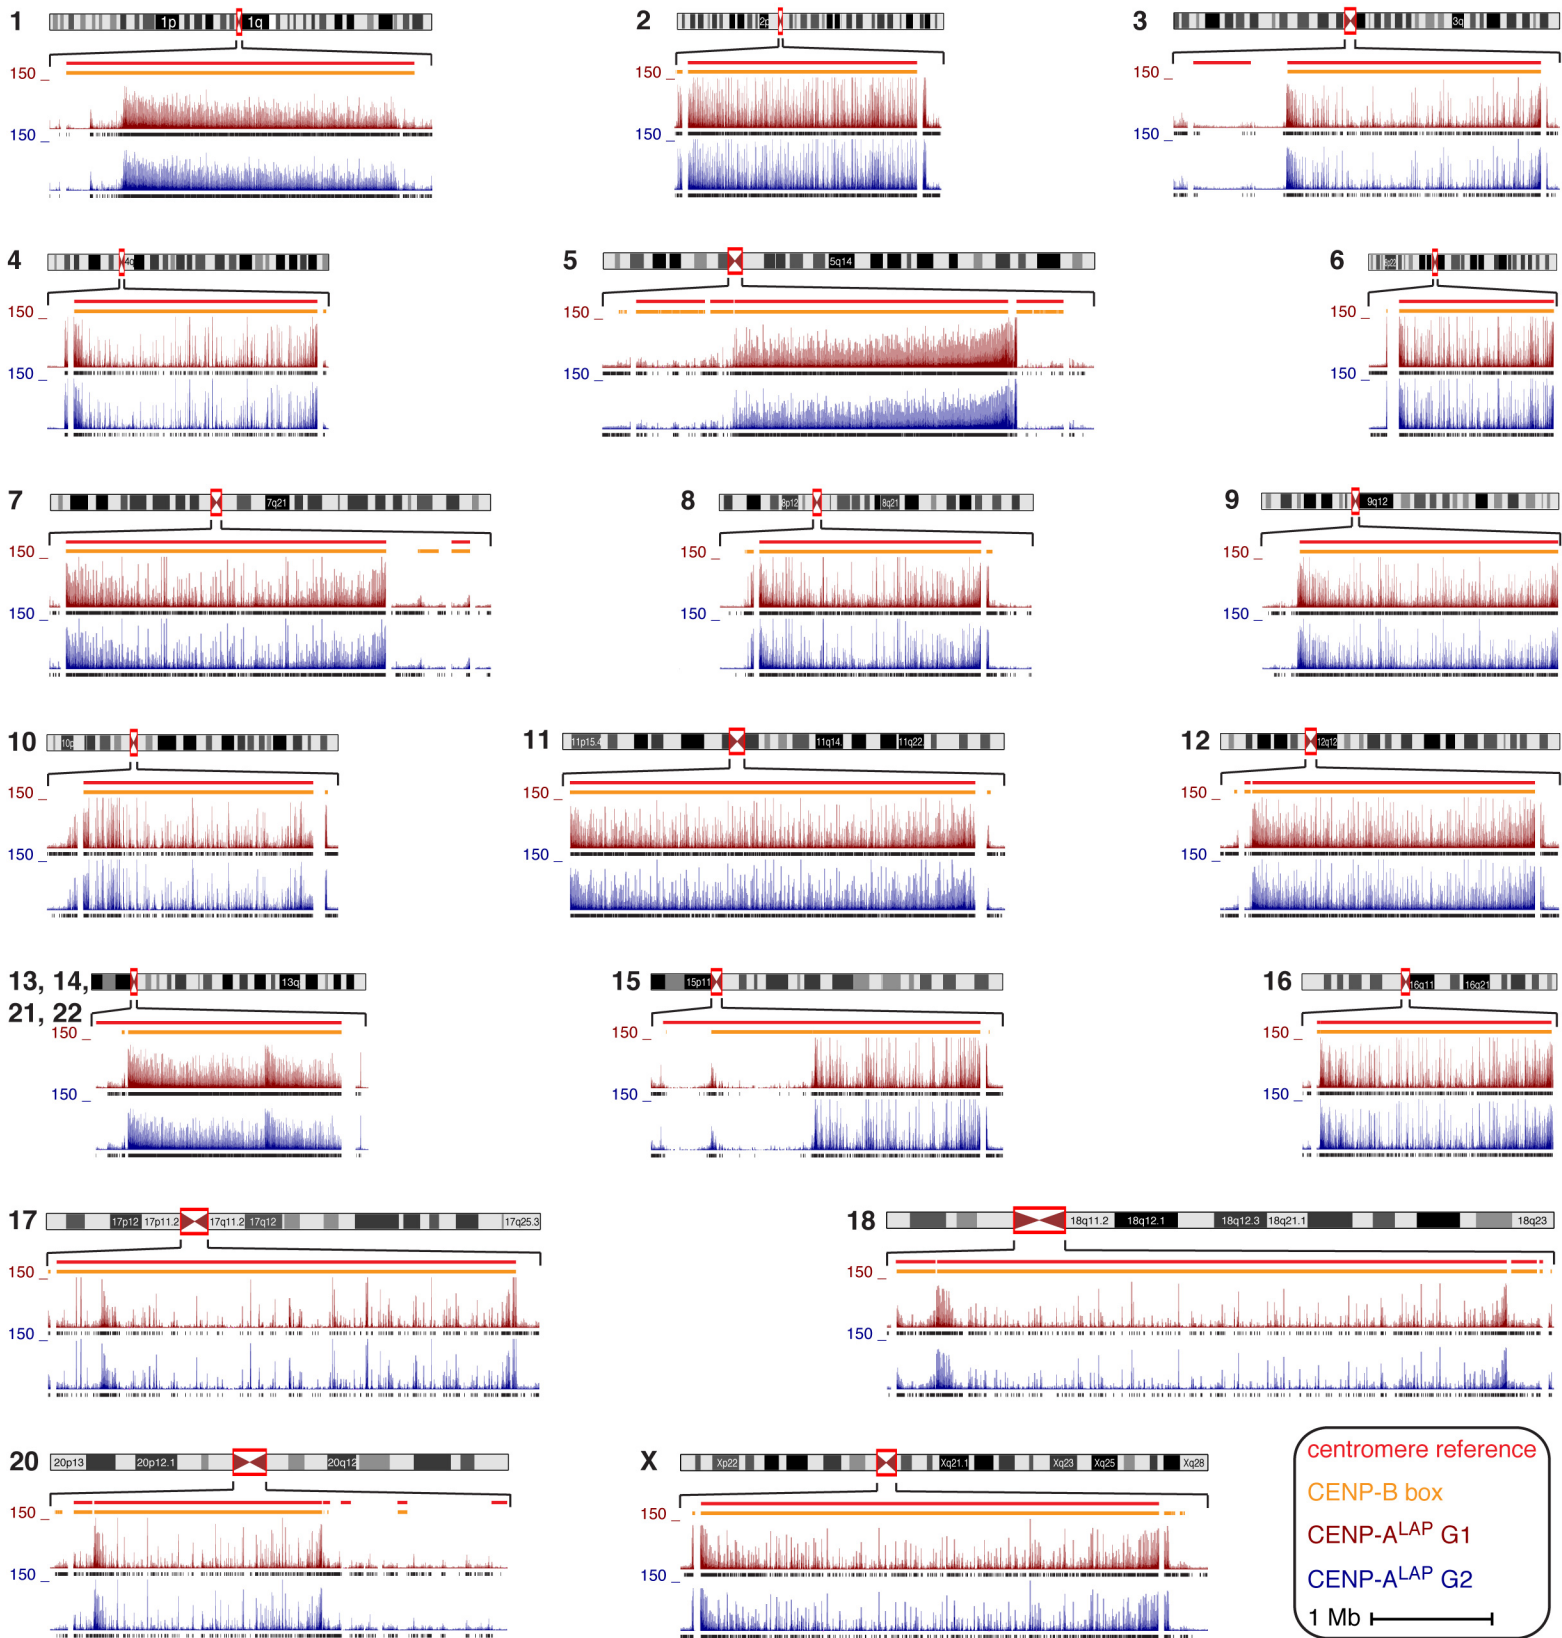 1 1p 1q
150
150
2 2p
150
150
3 3q
150
150
4 4q
150
150
5 5q14
150
150
6 6p22
150
150
7 7q21
150
150
8 8p12 8q21
150
150
9 9q12
150
150
10 10p
150
150
11 11p15.4 11q14. 11q22.
150
150
12 12q12
150
150
13, 14, 13q
21, 22
150
150
15 15p11
150
150
16 16q11 16q21
150
150
17 17p12 17p11.2 17q11.2 17q12 17q25.3
150
150
18 18q11.2 18q12.1 18q12.3 18q21.1 18q23
150
150
20 20p13 20p12.1 20q12
150
150
X Xp22 Xq21.1 Xq23 Xq25 Xq28
150
150
centromere reference
CENP-B box
CENP-A^LAP G1
CENP-A^LAP G2
1 Mb